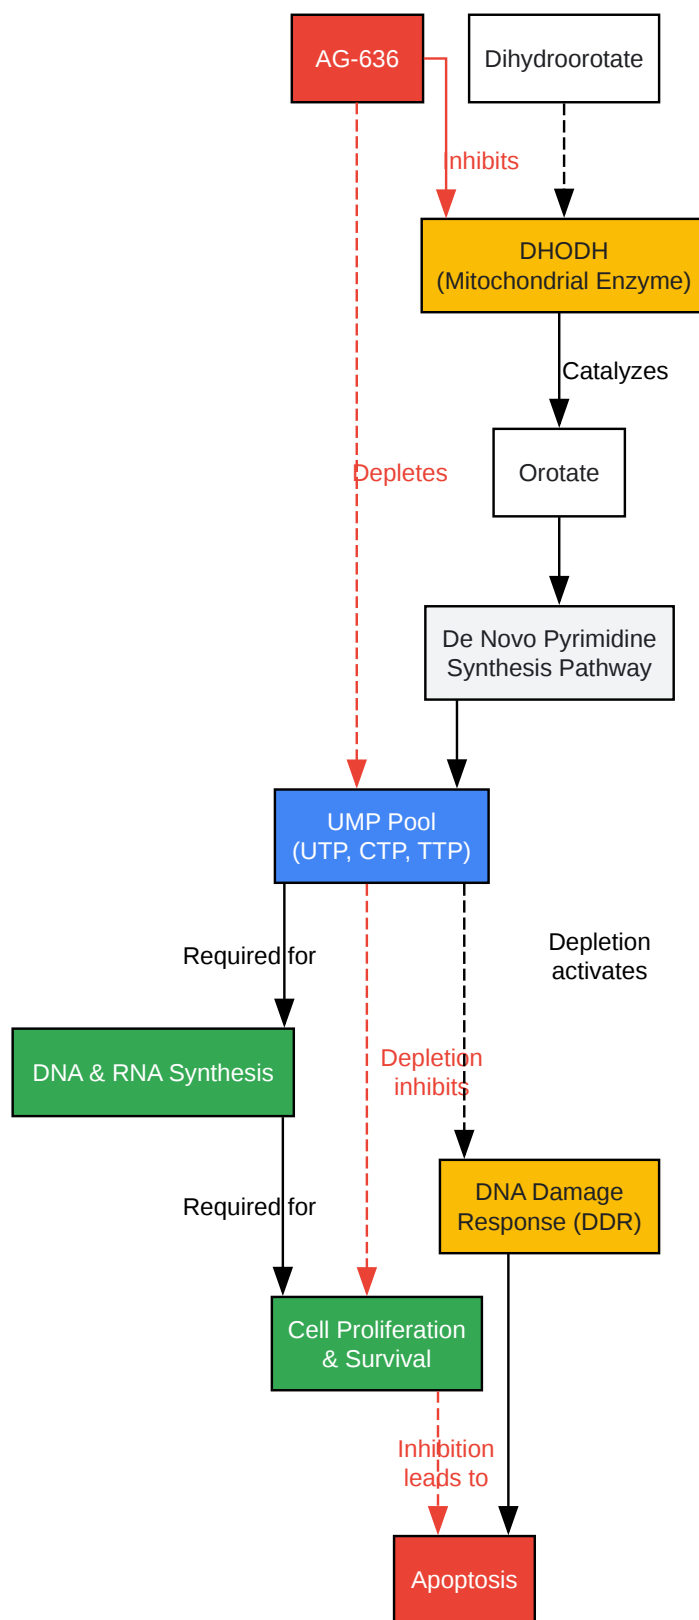 AG-636
Dihydroorotate
Inhibits
DHODH
(Mitochondrial Enzyme)
Catalyzes
Orotate
Depletes
De Novo Pyrimidine
Synthesis Pathway
UMP Pool
(UTP, CTP, TTP)
Required for
Depletion
activates
DNA & RNA Synthesis
Depletion
inhibits
DNA Damage
Response (DDR)
Required for
Cell Proliferation
& Survival
Inhibition
leads to
Apoptosis